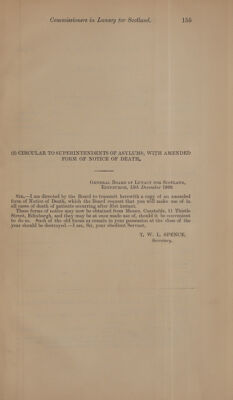 Commissioners in Lunacy for Scotland. 155
(2) CIRCULAR TO SUPERINTENDENTS OF ASYLUMS, WITH AMENDED
FORM OF NOTICE OF DEATH.
GENERAL BOARD OF LUNACY FOR SCOTLAND,
EDINBURGH, 15th December
SIR,—I am directed by the Board to transmit herewith a copy of an amended
form of Notice of Death, which the Board request that you will make use of in
all cases of death of patients occurring after 31st instant.
These forms of notice may now be obtained from Messrs. Constable, 11 Thistle
Street, Edinburgh, and they may be at once made use of, should it be convenient
to do so. Such of the old forms as remain in your possession at the close of the
year should be destroyed.—I am, Sir, your obedient Servant,
T. W. L. SPENCE,
Secretary.